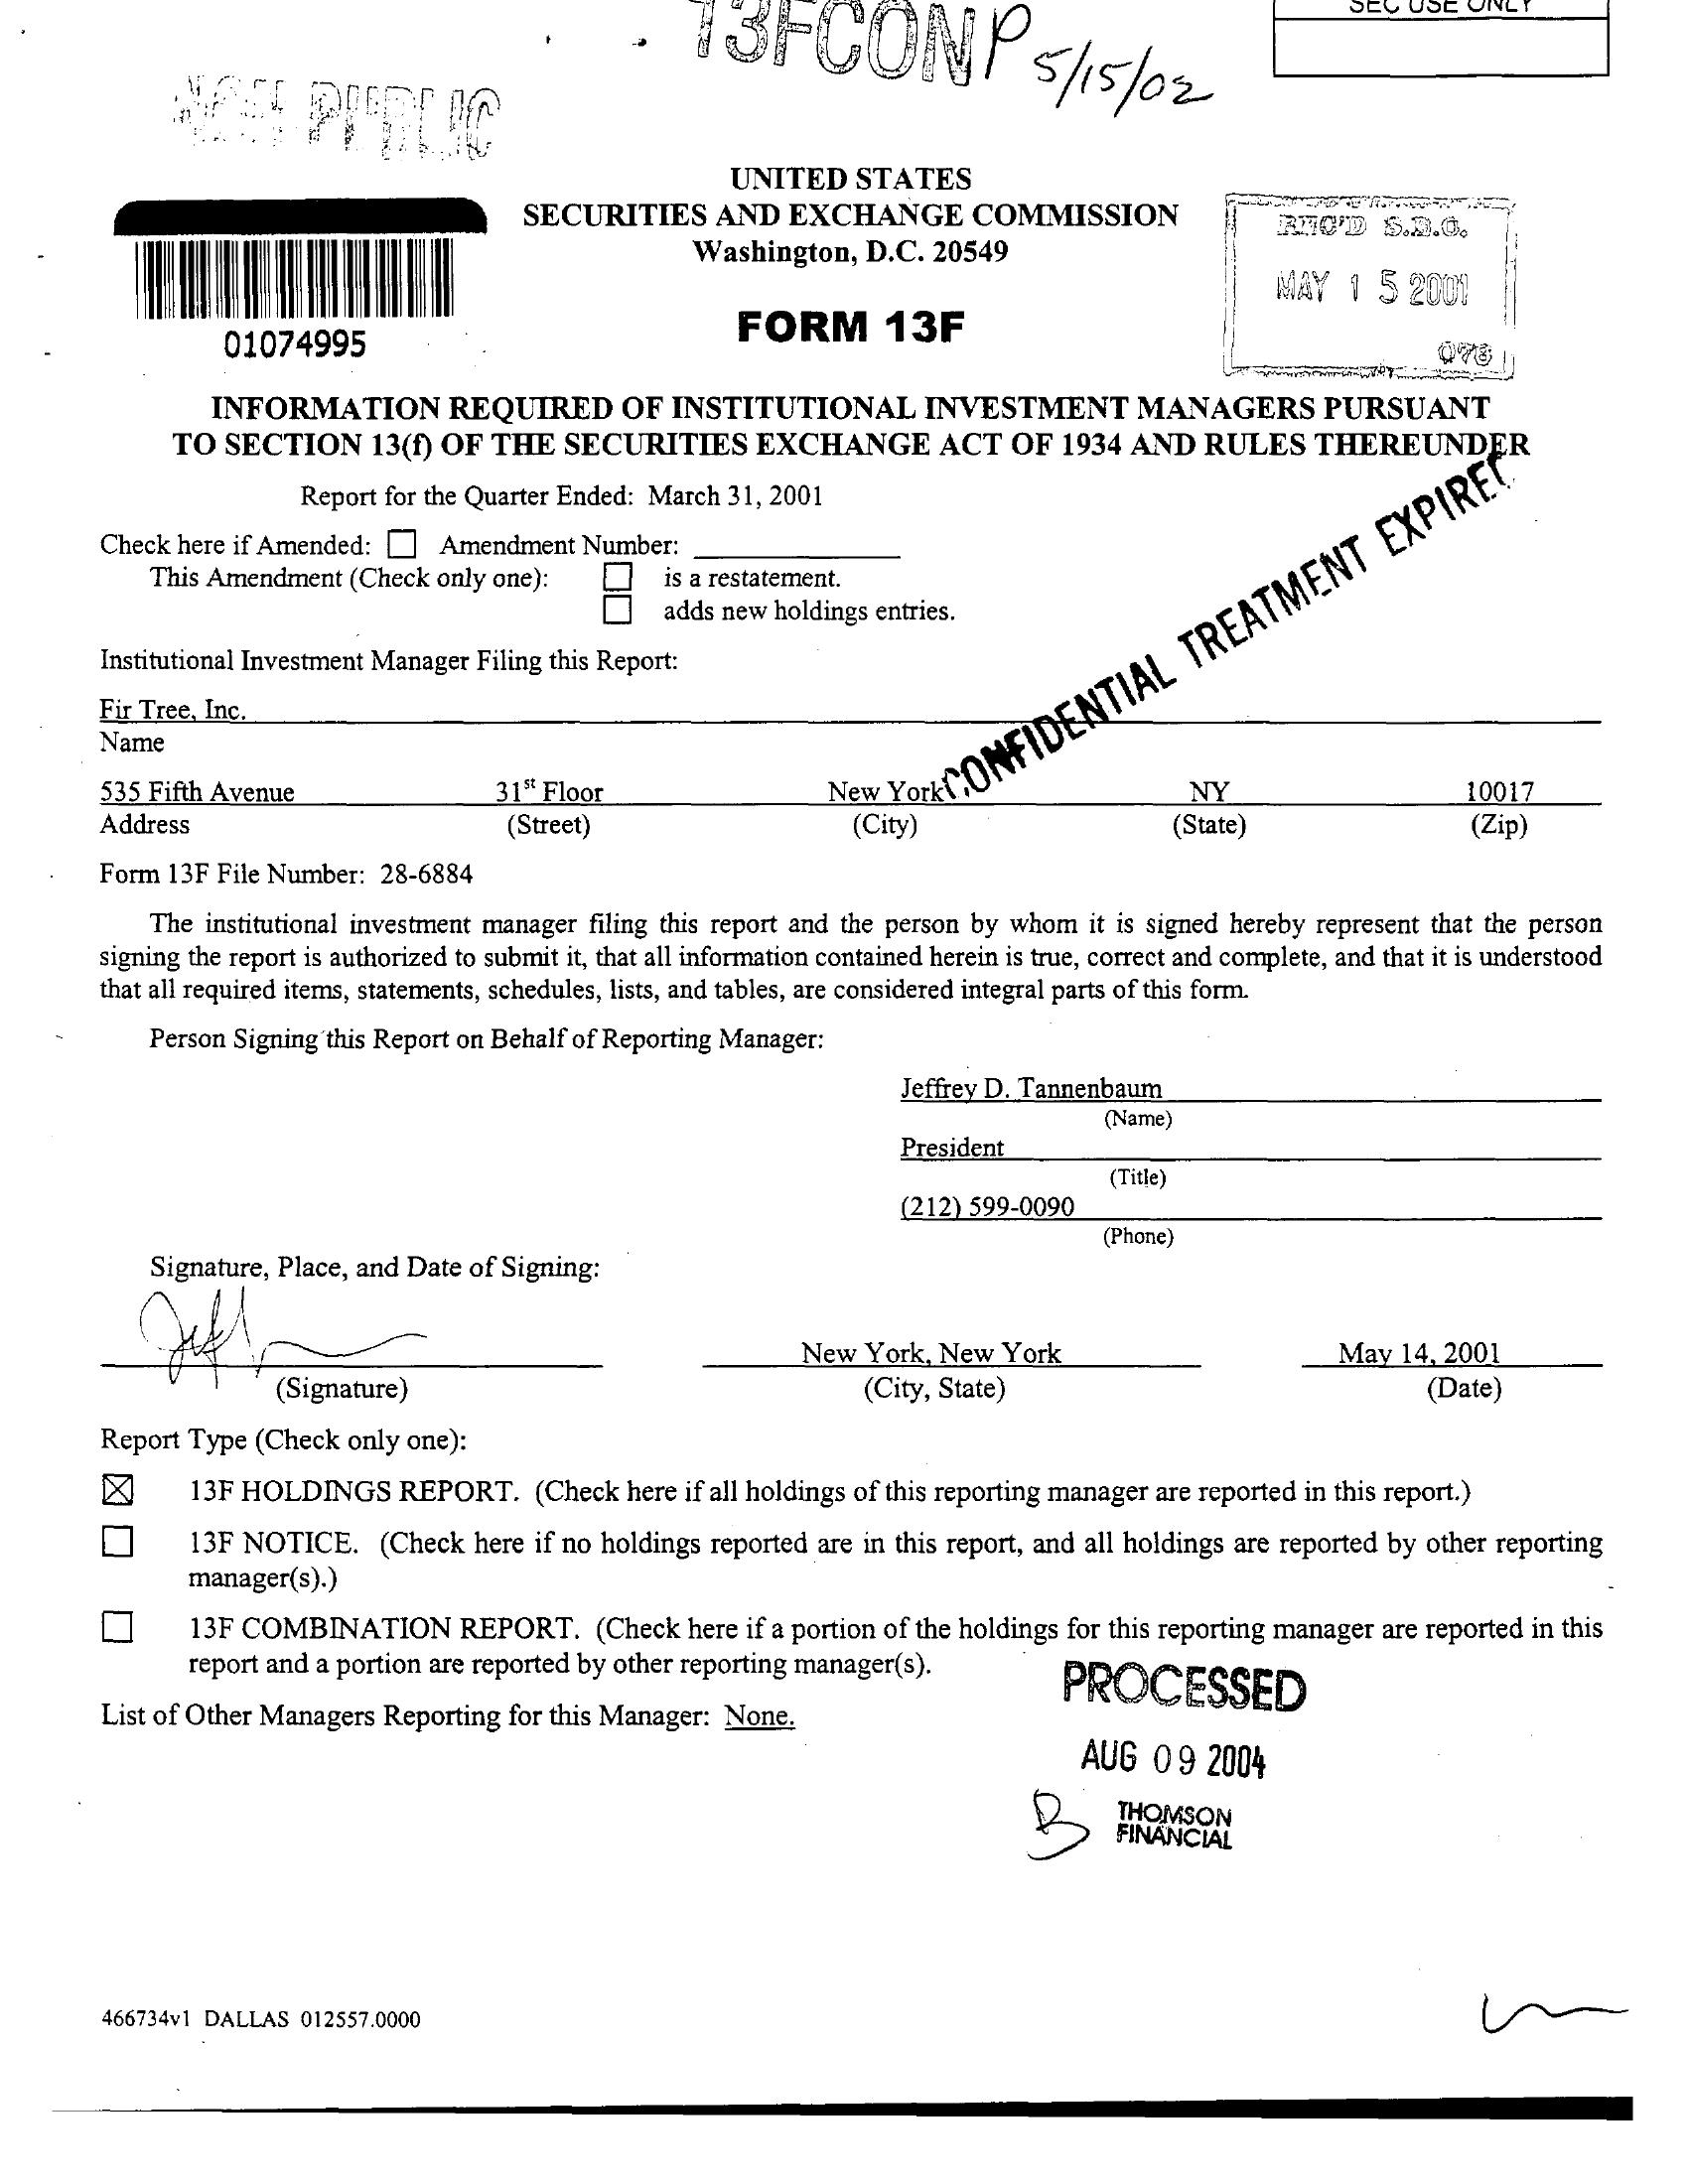 SEC USE ONLY
13FCONP 5/15/02
PUBLIC
UNITED STATES
SECURITIES AND EXCHANGE COMMISSION
Washington, D.C. 20549
REC'D S.E.C.
MAY 1 5 2001
FORM 13F
01074995
INFORMATION REQUIRED OF INSTITUTIONAL INVESTMENT MANAGERS PURSUANT
TO SECTION 13(f) OF THE SECURITIES EXCHANGE ACT OF 1934 AND RULES THEREUNDER
Report for the Quarter Ended: March 31, 2001
CONFIDENTIAL TREATMENT EXPIRED
Check here if Amended: ☐ Amendment Number:
This Amendment (Check only one): ☐ is a restatement.
☐ adds new holdings entries.
Institutional Investment Manager Filing this Report:
Fir Tree, Inc.
Name
535 Fifth Avenue 31st Floor New York NY 10017
Address (Street) (City) (State) (Zip)
Form 13F File Number: 28-6884
The institutional investment manager filing this report and the person by whom it is signed hereby represent that the person
signing the report is authorized to submit it, that all information contained herein is true, correct and complete, and that it is understood
that all required items, statements, schedules, lists, and tables, are considered integral parts of this form.
Person Signing this Report on Behalf of Reporting Manager:
Jeffrey D. Tannenbaum
(Name)
President
(Title)
(212) 599-0090
(Phone)
Signature, Place, and Date of Signing:
New York, New York May 14, 2001
(Signature) (City, State) (Date)
Report Type (Check only one):
☒ 13F HOLDINGS REPORT. (Check here if all holdings of this reporting manager are reported in this report.)
☐ 13F NOTICE. (Check here if no holdings reported are in this report, and all holdings are reported by other reporting
manager(s).)
☐ 13F COMBINATION REPORT. (Check here if a portion of the holdings for this reporting manager are reported in this
report and a portion are reported by other reporting manager(s).
List of Other Managers Reporting for this Manager: None.
PROCESSED
AUG 09 2004
THOMSON
FINANCIAL
466734v1 DALLAS 012557.0000